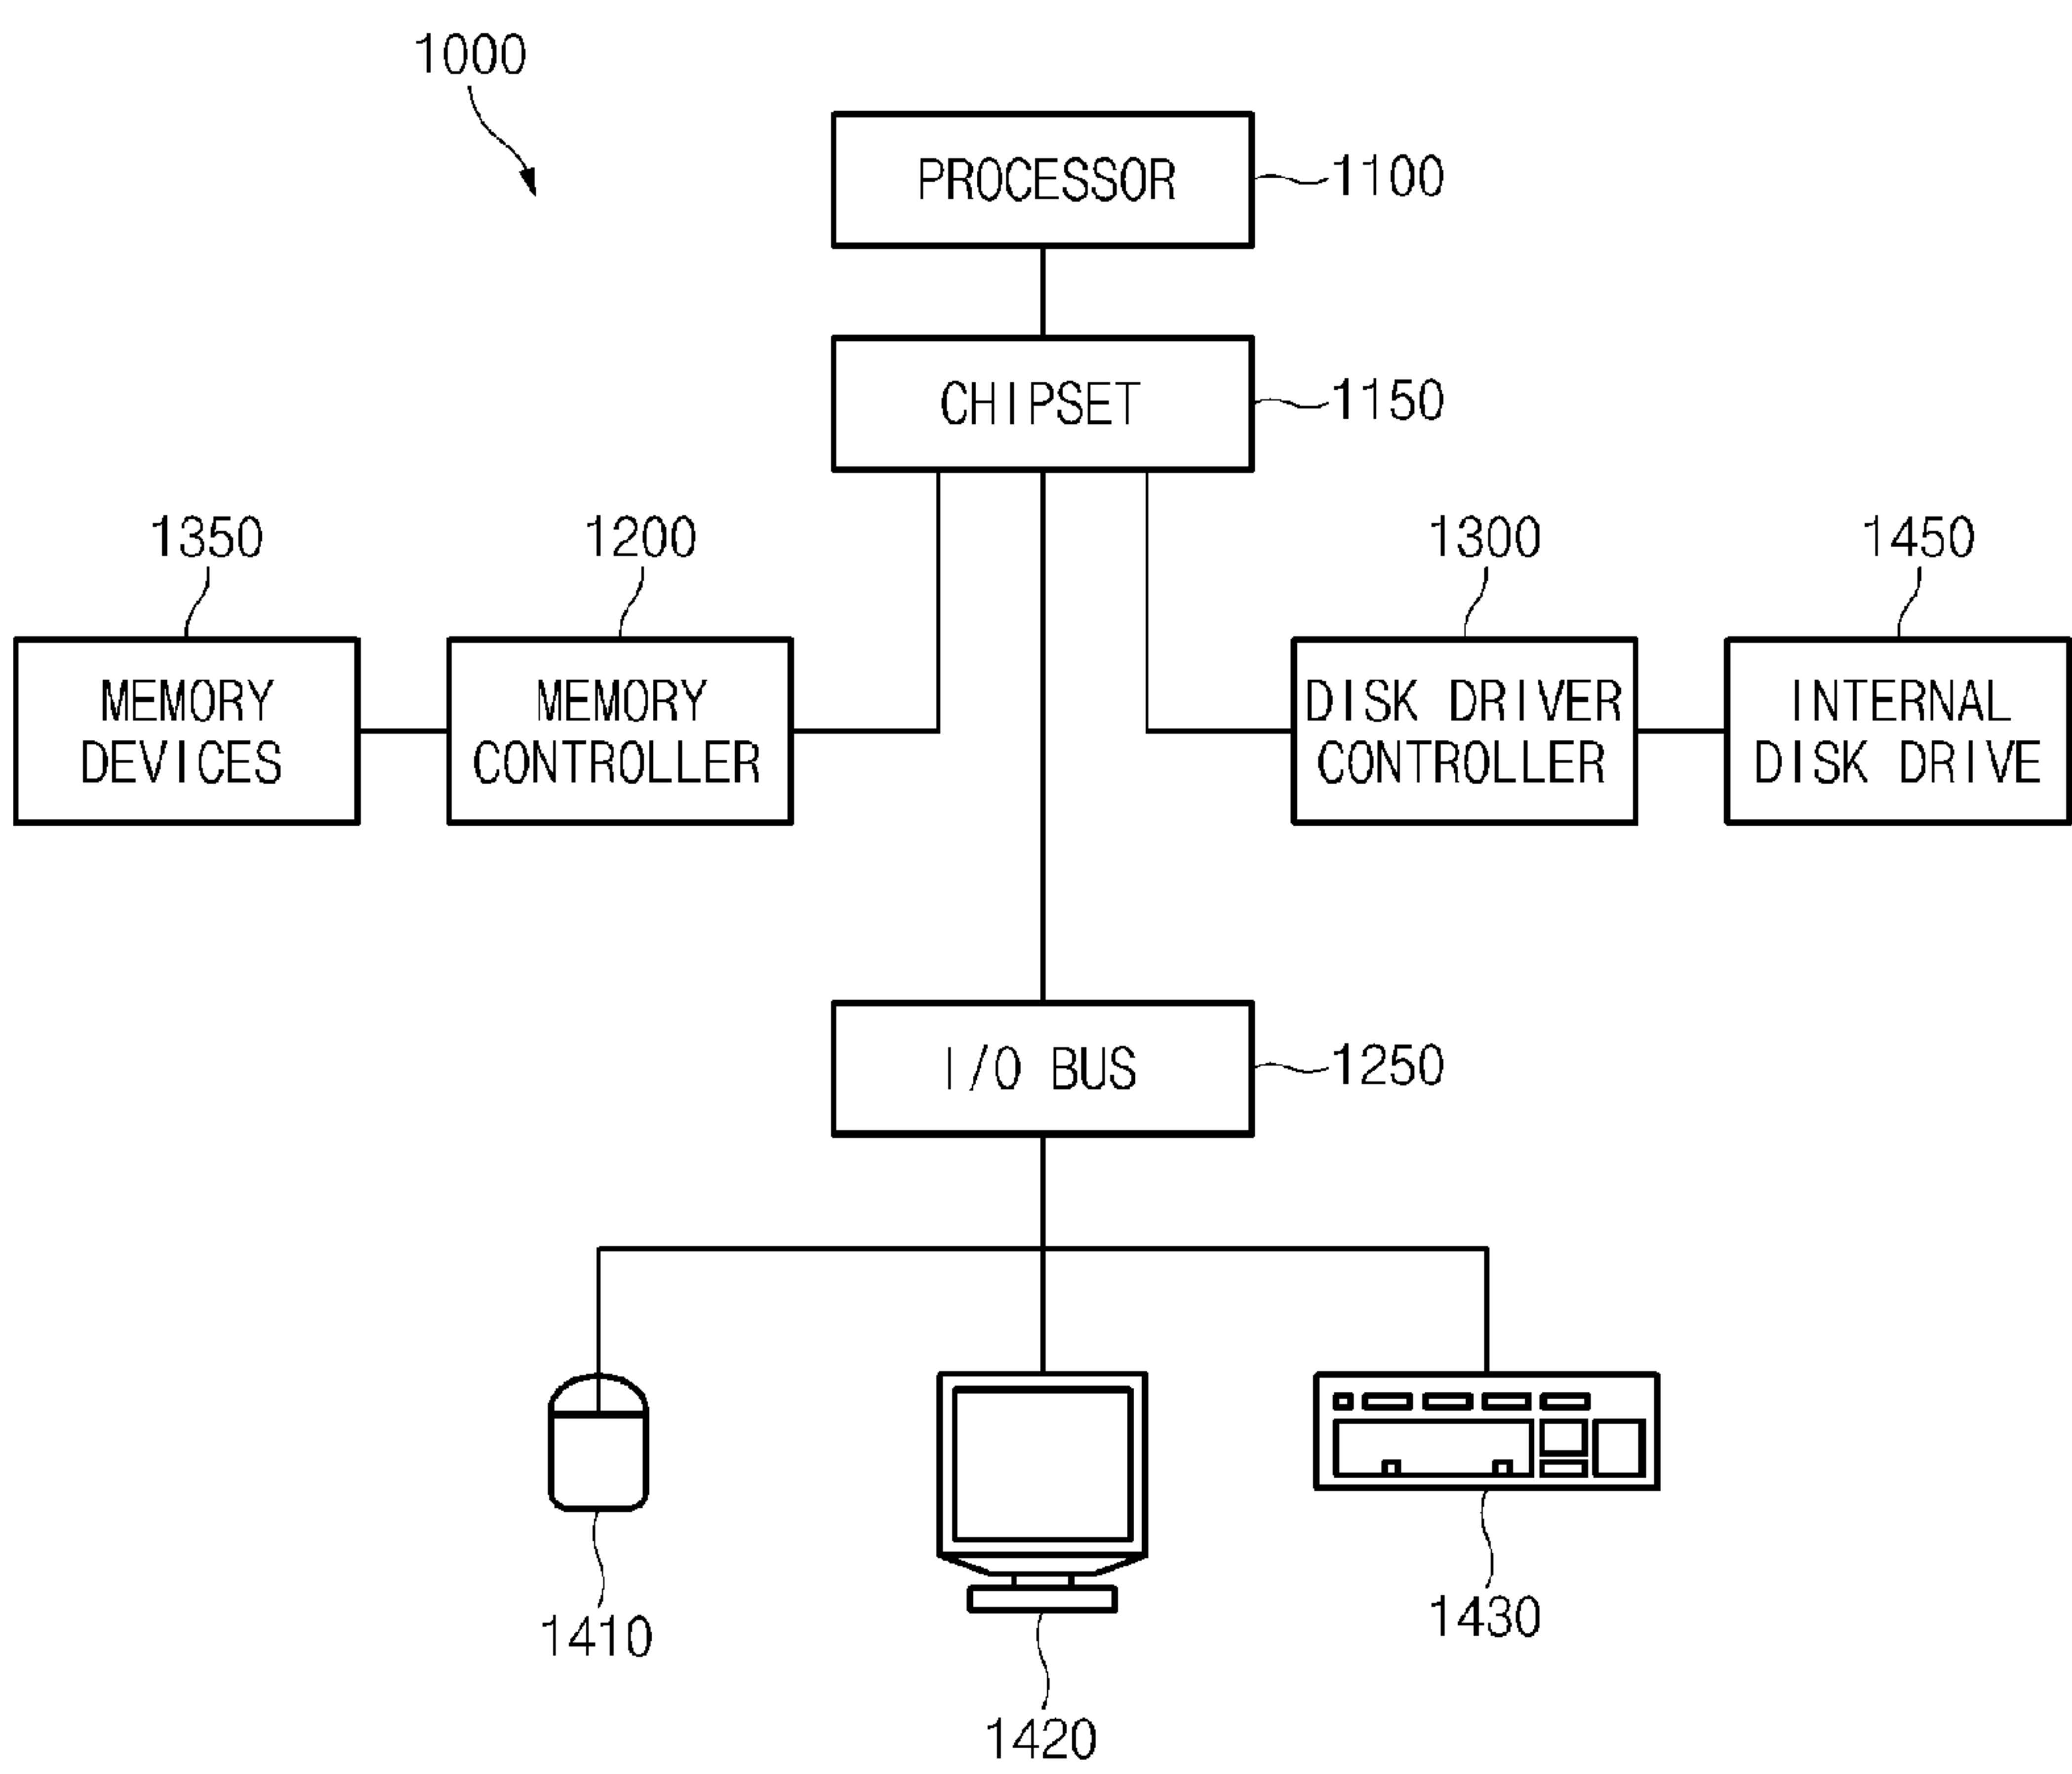 1000
PROCESSOR
1100
CHIPSET
1150
1350
1200
1300
1450
MEMORY
DEVICES
MEMORY
CONTROLLER
DISK DRIVER
CONTROLLER
INTERNAL
DISK DRIVE
I/O BUS
1250
1410
1420
1430